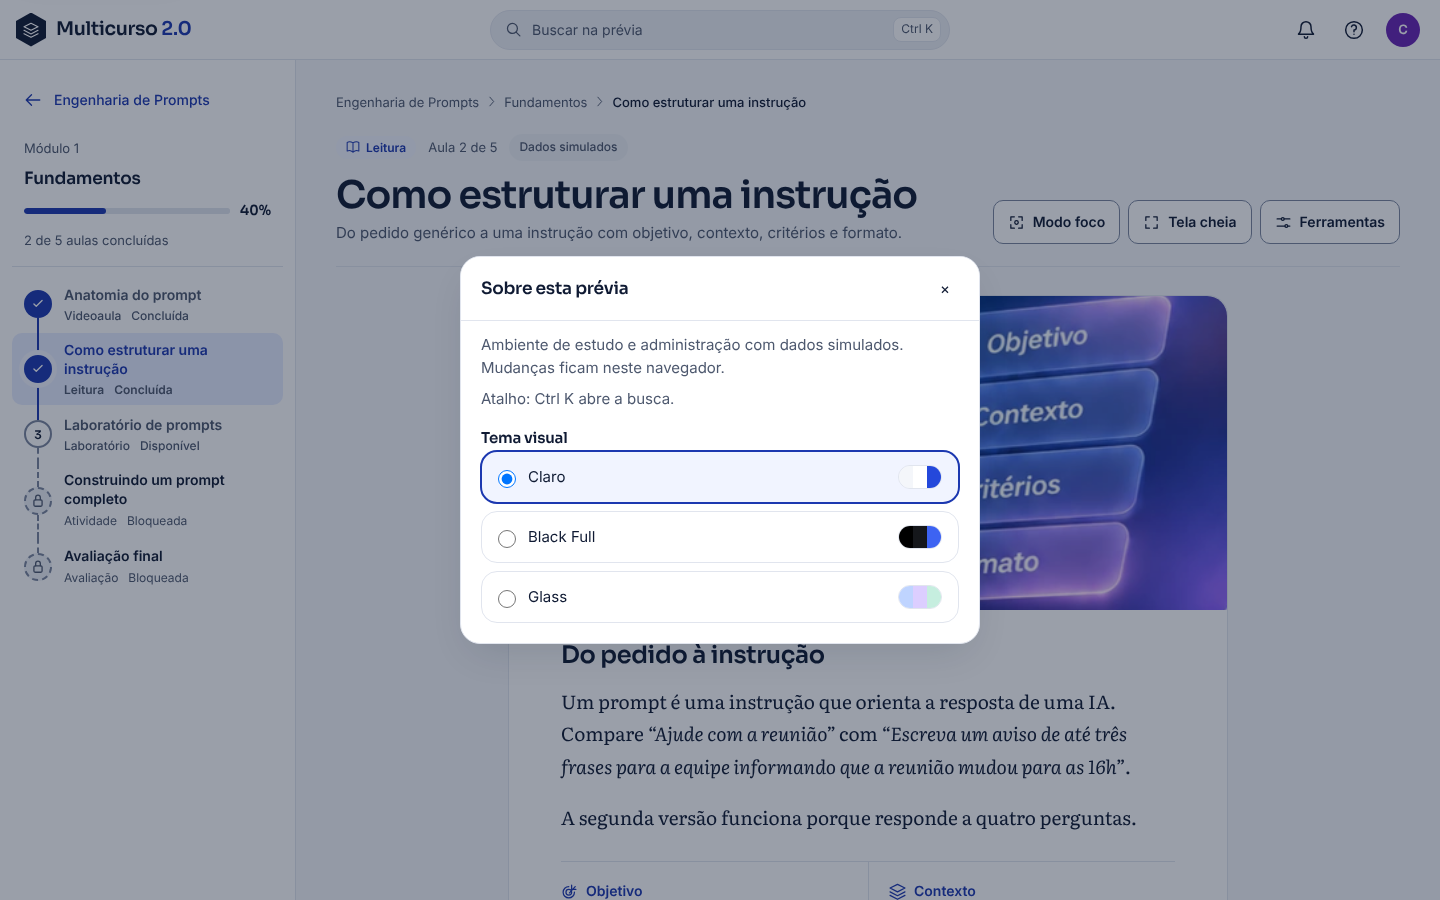 Multicurso 2.0
Buscar na prévia
Ctrl K
C
Engenharia de Prompts
Módulo 1
Fundamentos
40%
2 de 5 aulas concluídas
Anatomia do prompt
Videoaula Concluída
Como estruturar uma
instrução
Leitura Concluída
3
Laboratório de prompts
Laboratório Disponível
Construindo um prompt
completo
Atividade Bloqueada
Avaliação final
Avaliação Bloqueada
Engenharia de Prompts > Fundamentos > Como estruturar uma instrução
Leitura Aula 2 de 5 Dados simulados
Como estruturar uma instrução
Do pedido genérico a uma instrução com objetivo, contexto, critérios e formato.
Modo foco
Tela cheia
Ferramentas
Sobre esta prévia
×
Ambiente de estudo e administração com dados simulados.
Mudanças ficam neste navegador.
Atalho: Ctrl K abre a busca.
Tema visual
Claro
Black Full
Glass
Objetivo
Contexto
itérios
mato
Do pedido à instrução
Um prompt é uma instrução que orienta a resposta de uma IA.
Compare “Ajude com a reunião” com “Escreva um aviso de até três
frases para a equipe informando que a reunião mudou para as 16h”.
A segunda versão funciona porque responde a quatro perguntas.
Objetivo
Contexto